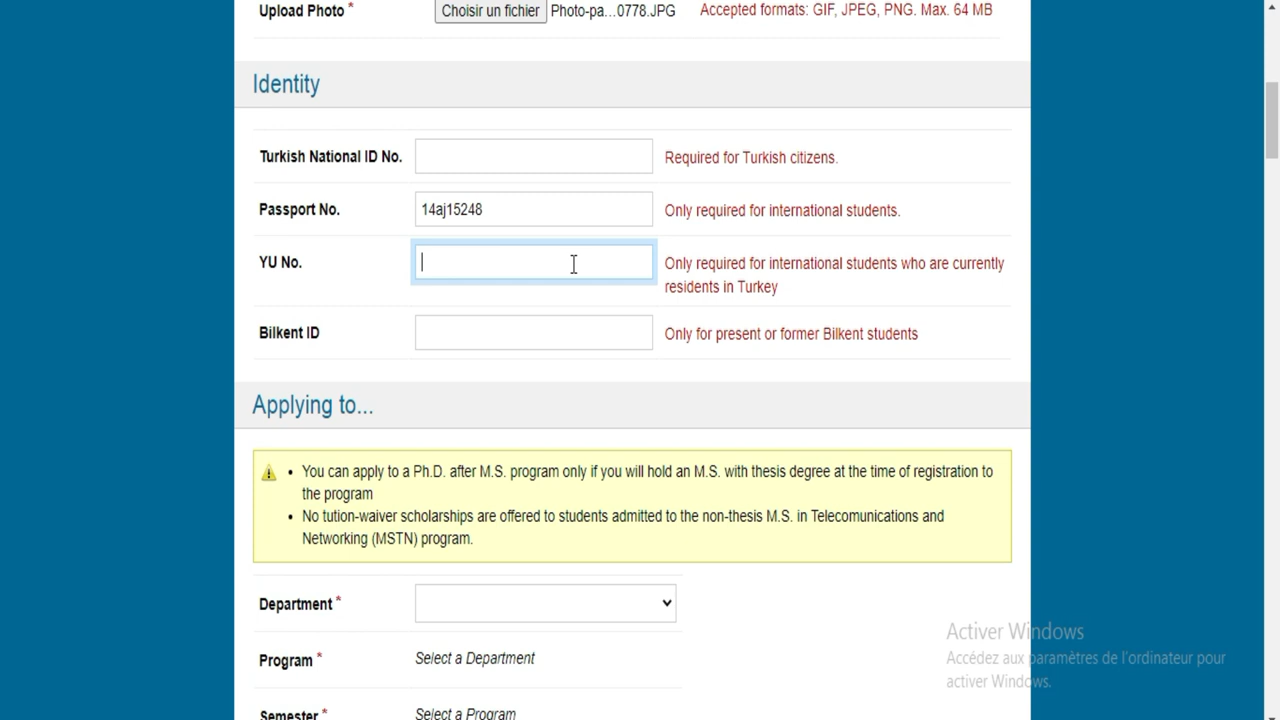 Upload Photo * Choisir un fichier Photo-pa...0778.JPG Accepted formats: GIF, JPEG, PNG. Max. 64 MB
Identity
Turkish National ID No. Required for Turkish citizens.
Passport No. 14aj15248 Only required for international students.
YU No. Only required for international students who are currently
residents in Turkey
Bilkent ID Only for present or former Bilkent students
Applying to...
• You can apply to a Ph.D. after M.S. program only if you will hold an M.S. with thesis degree at the time of registration to
the program
• No tution-waiver scholarships are offered to students admitted to the non-thesis M.S. in Telecomunications and
Networking (MSTN) program.
Department *
Activer Windows
Program * Select a Department
Accédez aux paramètres de l'ordinateur pour
activer Windows.
Semester * Select a Program